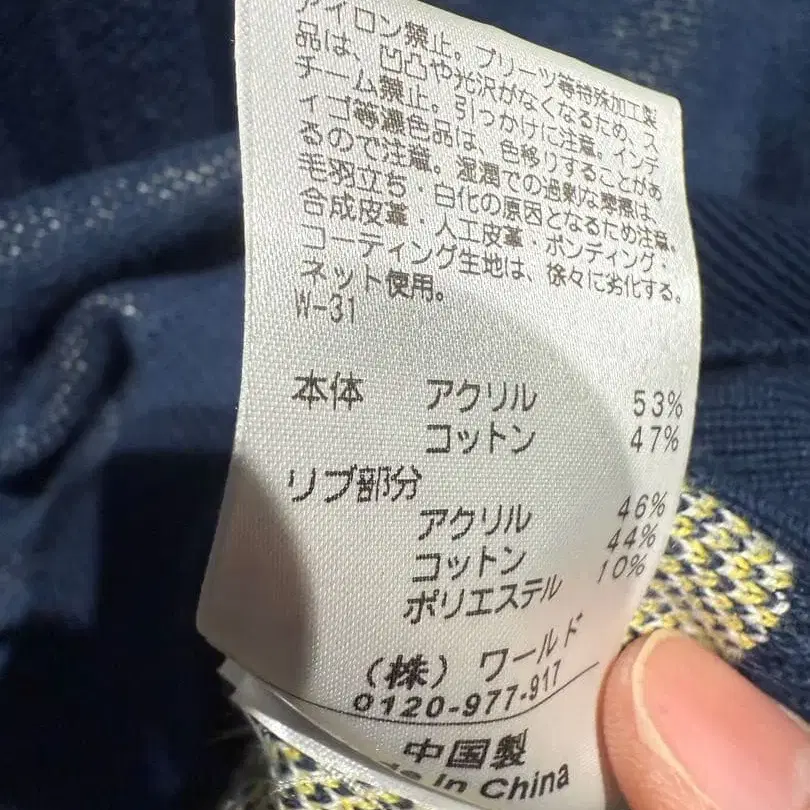 アイロン禁止。プリーツ等特殊加工製
品は、凹凸や光沢がなくなるため、ス
チーム禁止。引っかけに注意。インデ
ィゴ等濃色品は、色移りすることがあ
るので注意。湿潤での過剰な摩擦は、
毛羽立ち・白化の原因となるため注意。
合成皮革・人工皮革・ボンディング・
コーティング生地は、徐々に劣化する。
ネット使用。
W-31
本体 アクリル 53%
コットン 47%
リブ部分
アクリル 46%
コットン 44%
ポリエステル 10%
(株) ワールド
0120-977-917
中国製
in China